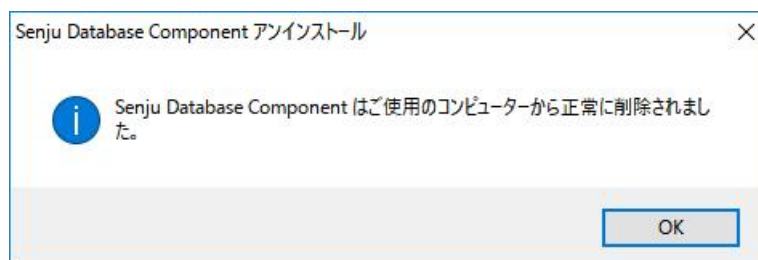 Senju Database Component アンインストール
Senju Database Component はご使用のコンピューターから正常に削除されまし
た。
OK